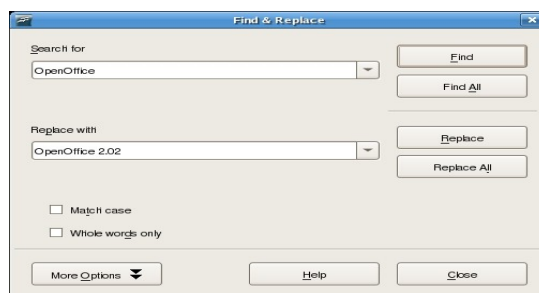 Find & Replace
Search for
OpenOffice
Find
Find All
Replace with
OpenOffice 2.02
Replace
Replace All
Match case
Whole words only
More Options
Help
Close